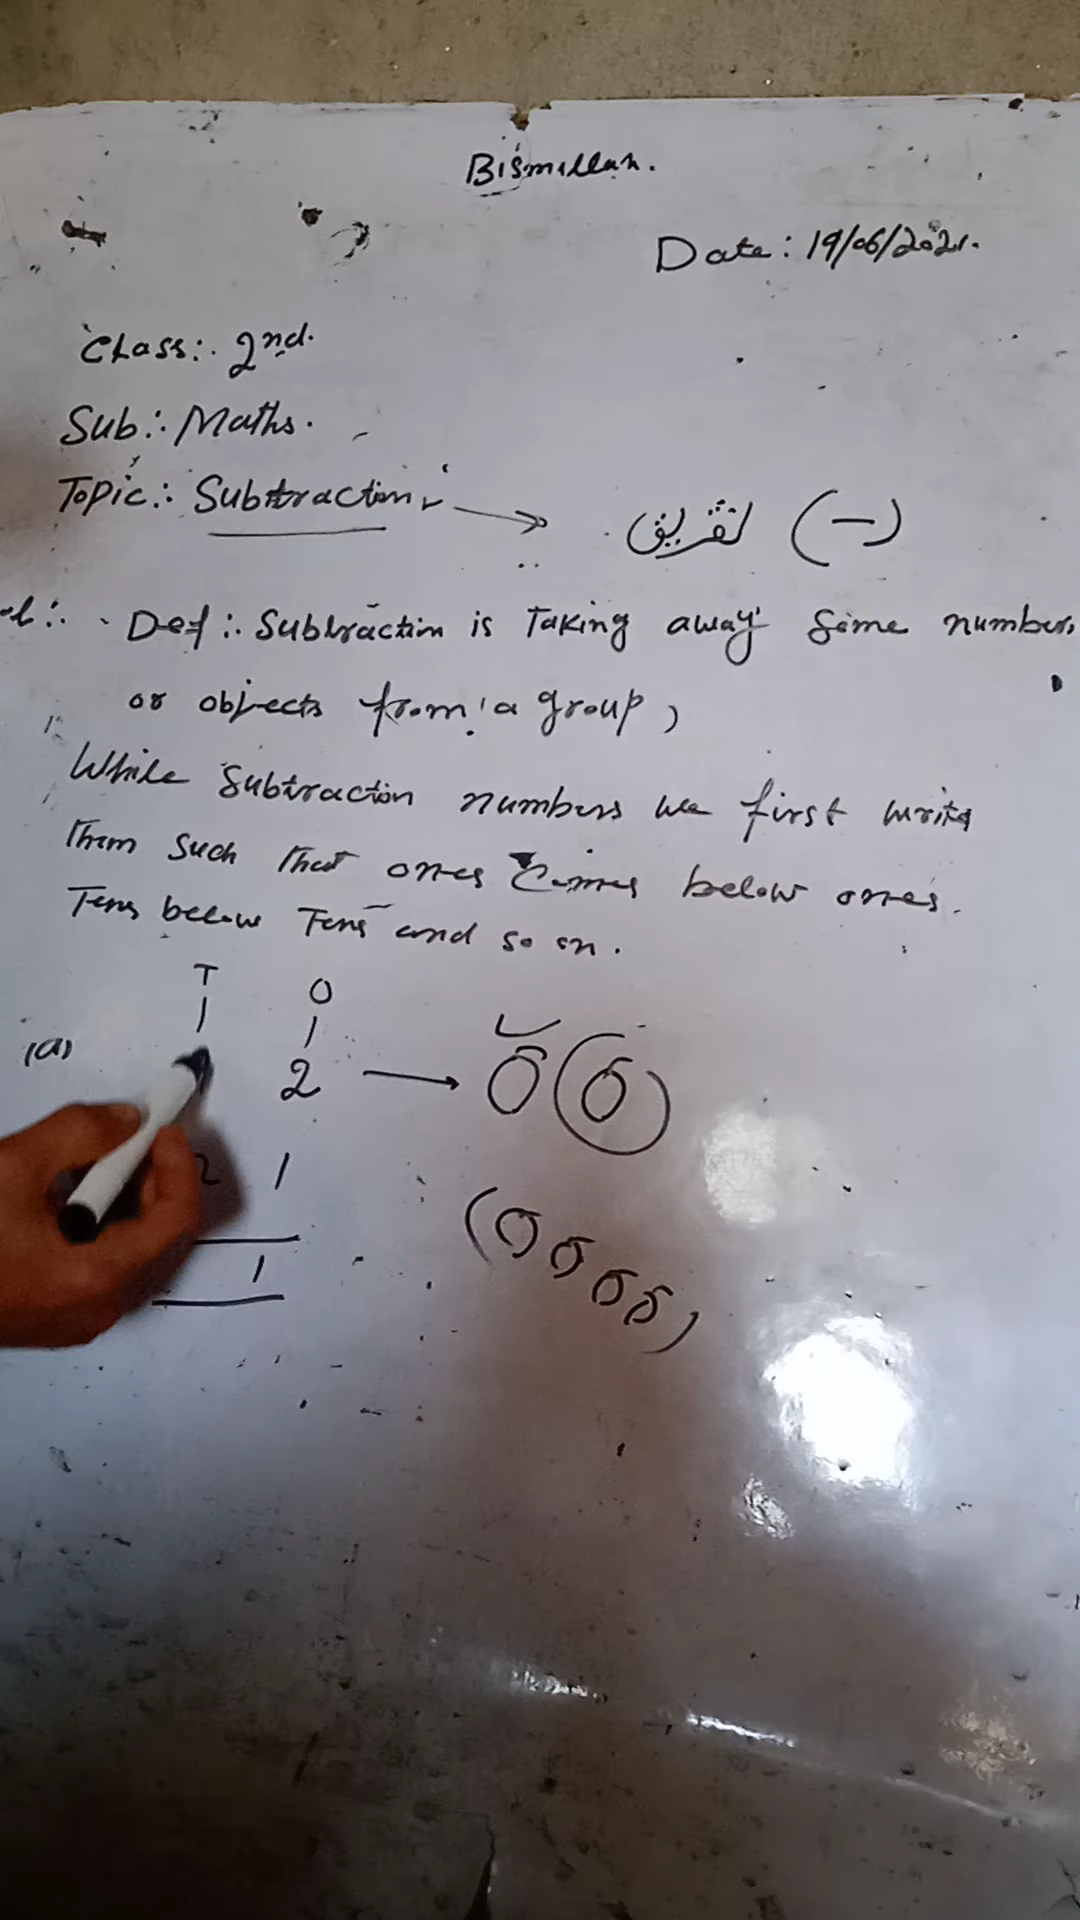 Bismillah.
Date: 19/06/2021.
Class:. 2nd.
Sub:. Maths.
Topic:. Subtraction → تفریق (−)
Def:. Subtraction is Taking away Some numbers
or objects from a group,
While Subtraction numbers we first write
Them Such That ones Comes below ones.
Tens below Tens and so on.
T O
(a) 2 →
2 1
1